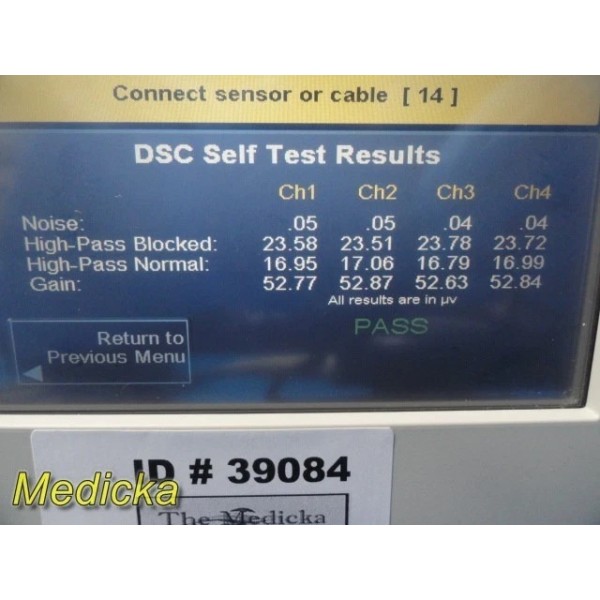 Connect sensor or cable [ 14 ]
DSC Self Test Results
Ch1 Ch2 Ch3 Ch4
Noise: .05 .05 .04 .04
High-Pass Blocked: 23.58 23.51 23.78 23.72
High-Pass Normal: 16.95 17.06 16.79 16.99
Gain: 52.77 52.87 52.63 52.84
All results are in µv
PASS
Return to
Previous Menu
ID # 39084
Medicka
The Medicka